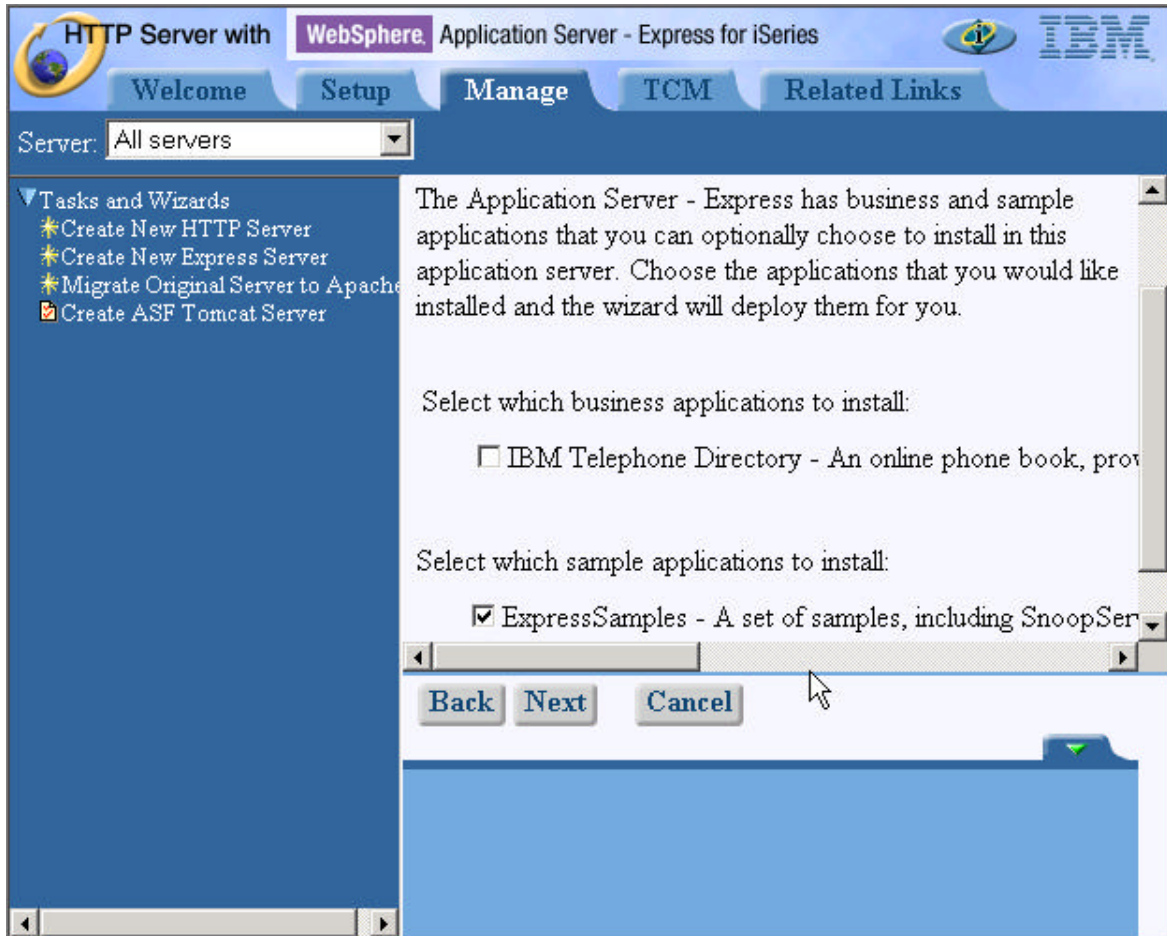 HTTP Server with WebSphere. Application Server - Express for iSeries IBM
Welcome Setup Manage TCM Related Links
Server: All servers
Tasks and Wizards
Create New HTTP Server
Create New Express Server
Migrate Original Server to Apache
Create ASF Tomcat Server
The Application Server - Express has business and sample
applications that you can optionally choose to install in this
application server. Choose the applications that you would like
installed and the wizard will deploy them for you.
Select which business applications to install:
IBM Telephone Directory - An online phone book, prov
Select which sample applications to install:
ExpressSamples - A set of samples, including SnoopSer
Back Next Cancel